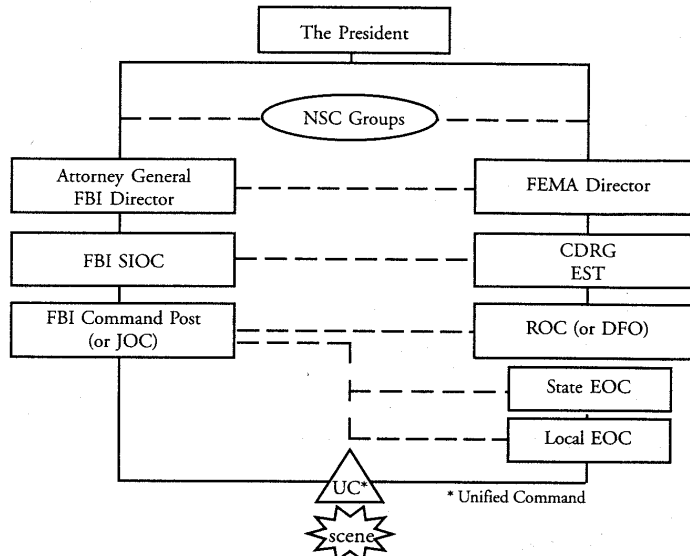 The President
NSC Groups
Attorney General
FBI Director
FEMA Director
FBI SIOC
CDRG
EST
FBI Command Post
(or JOC)
ROC (or DFO)
State EOC
Local EOC
UC*
* Unified Command
scene